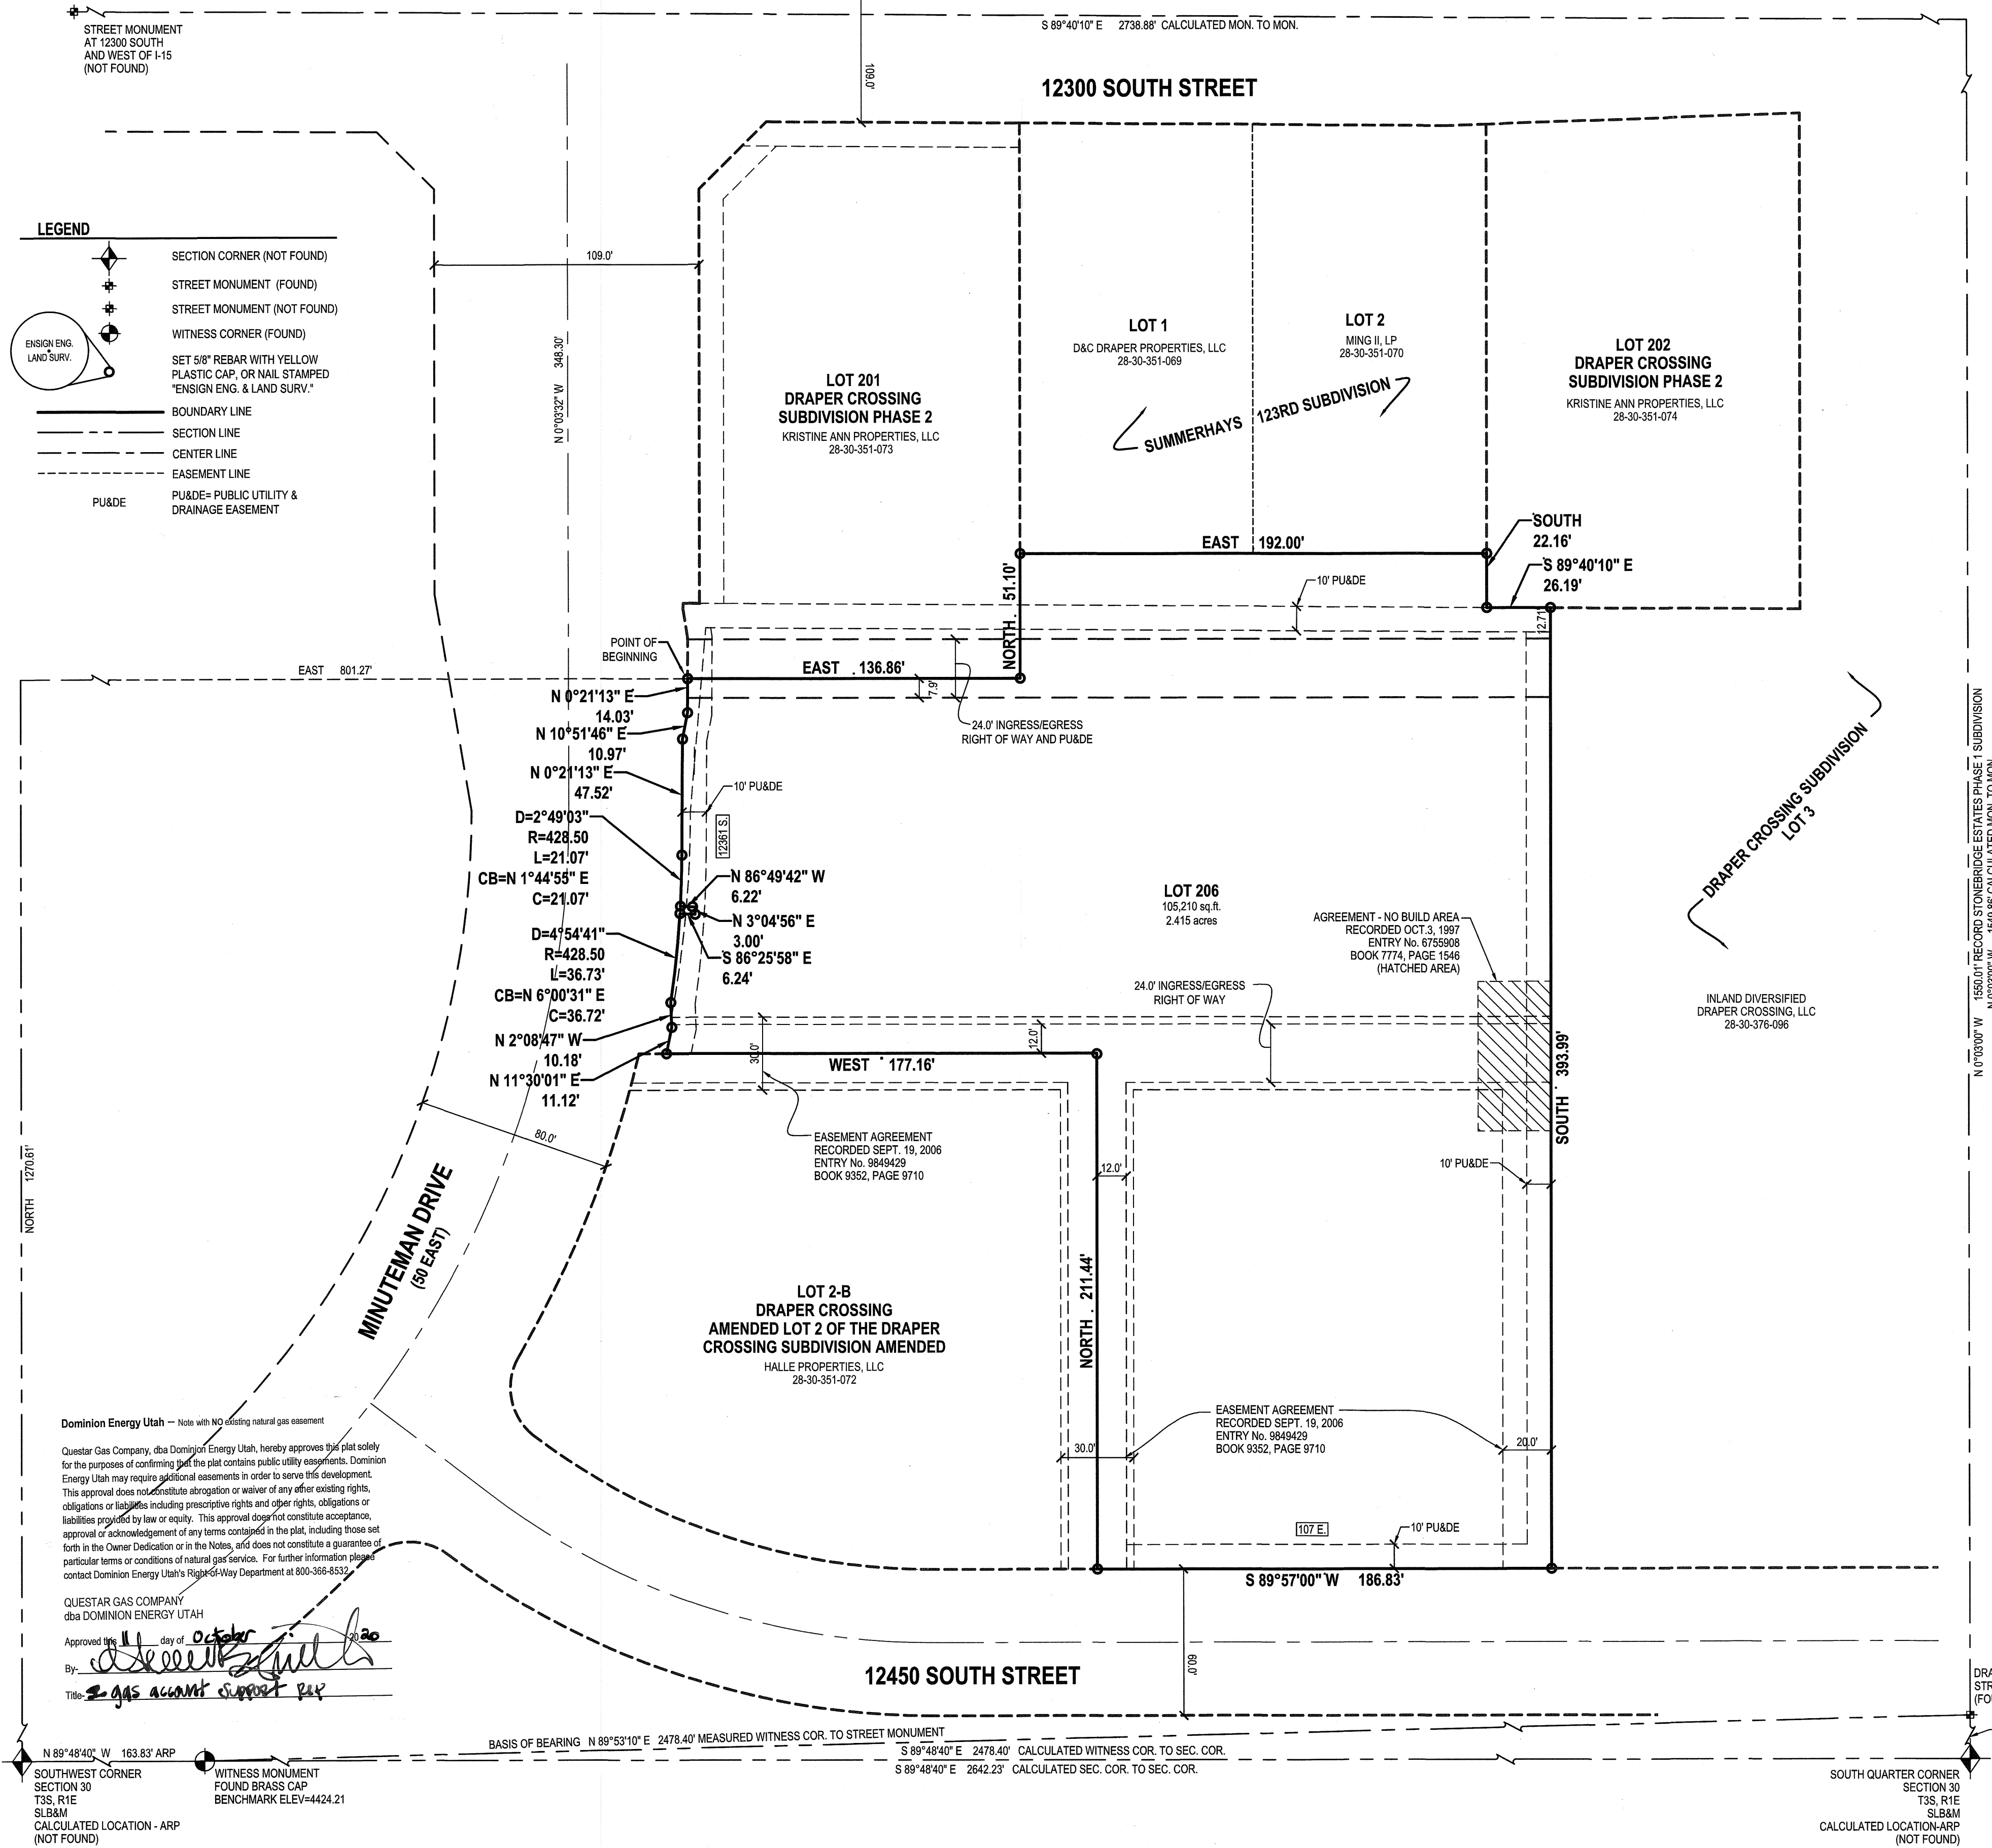 STREET MONUMENT
AT 12300 SOUTH
AND WEST OF I-15
(NOT FOUND)
S 89°40'10" E 2738.88' CALCULATED MON. TO MON.
109.0'
12300 SOUTH STREET
LEGEND
SECTION CORNER (NOT FOUND)
STREET MONUMENT (FOUND)
STREET MONUMENT (NOT FOUND)
WITNESS CORNER (FOUND)
ENSIGN ENG.
LAND SURV.
SET 5/8" REBAR WITH YELLOW
PLASTIC CAP, OR NAIL STAMPED
"ENSIGN ENG. & LAND SURV."
BOUNDARY LINE
SECTION LINE
CENTER LINE
EASEMENT LINE
PU&DE
PU&DE= PUBLIC UTILITY &
DRAINAGE EASEMENT
109.0'
N 0°03'32" W 348.30'
LOT 201
DRAPER CROSSING
SUBDIVISION PHASE 2
KRISTINE ANN PROPERTIES, LLC
28-30-351-073
LOT 1
D&C DRAPER PROPERTIES, LLC
28-30-351-069
LOT 2
MING II, LP
28-30-351-070
SUMMERHAYS 123RD SUBDIVISION
LOT 202
DRAPER CROSSING
SUBDIVISION PHASE 2
KRISTINE ANN PROPERTIES, LLC
28-30-351-074
SOUTH
22.16'
S 89°40'10" E
26.19'
EAST 192.00'
NORTH 51.10'
10' PU&DE
12.71'
POINT OF
BEGINNING
EAST 801.27'
EAST 136.86'
7.9'
24.0' INGRESS/EGRESS
RIGHT OF WAY AND PU&DE
N 0°21'13" E
14.03'
N 10°51'46" E
10.97'
N 0°21'13" E
47.52'
10' PU&DE
12361 S.
D=2°49'03"
R=428.50
L=21.07'
CB=N 1°44'55" E
C=21.07'
N 86°49'42" W
6.22'
N 3°04'56" E
3.00'
S 86°25'58" E
6.24'
D=4°54'41"
R=428.50
L=36.73'
CB=N 6°00'31" E
C=36.72'
N 2°08'47" W
10.18'
N 11°30'01" E
11.12'
LOT 206
105,210 sq.ft.
2.415 acres
AGREEMENT - NO BUILD AREA
RECORDED OCT.3, 1997
ENTRY No. 6755908
BOOK 7774, PAGE 1546
(HATCHED AREA)
24.0' INGRESS/EGRESS
RIGHT OF WAY
DRAPER CROSSING SUBDIVISION
LOT 3
INLAND DIVERSIFIED
DRAPER CROSSING, LLC
28-30-376-096
N 0°03'00" W 1550.01' RECORD STONEBRIDGE ESTATES PHASE 1 SUBDIVISION
SOUTH 393.99'
12.0'
30.0'
WEST 177.16'
EASEMENT AGREEMENT
RECORDED SEPT. 19, 2006
ENTRY No. 9849429
BOOK 9352, PAGE 9710
80.0'
12.0'
10' PU&DE
NORTH 1270.61'
MINUTEMAN DRIVE
(50 EAST)
NORTH 211.44'
LOT 2-B
DRAPER CROSSING
AMENDED LOT 2 OF THE DRAPER
CROSSING SUBDIVISION AMENDED
HALLE PROPERTIES, LLC
28-30-351-072
EASEMENT AGREEMENT
RECORDED SEPT. 19, 2006
ENTRY No. 9849429
BOOK 9352, PAGE 9710
30.0'
20.0'
107 E.
10' PU&DE
S 89°57'00" W 186.83'
60.0'
12450 SOUTH STREET
Dominion Energy Utah – Note with NO existing natural gas easement
Questar Gas Company, dba Dominion Energy Utah, hereby approves this plat solely
for the purposes of confirming that the plat contains public utility easements. Dominion
Energy Utah may require additional easements in order to serve this development.
This approval does not constitute abrogation or waiver of any other existing rights,
obligations or liabilities including prescriptive rights and other rights, obligations or
liabilities provided by law or equity. This approval does not constitute acceptance,
approval or acknowledgement of any terms contained in the plat, including those set
forth in the Owner Dedication or in the Notes, and does not constitute a guarantee of
particular terms or conditions of natural gas service. For further information please
contact Dominion Energy Utah's Right-of-Way Department at 800-366-8532
QUESTAR GAS COMPANY
dba DOMINION ENERGY UTAH
Approved this 11 day of October 2020
By-
Title- gas account support rep
BASIS OF BEARING N 89°53'10" E 2478.40' MEASURED WITNESS COR. TO STREET MONUMENT
S 89°48'40" E 2478.40' CALCULATED WITNESS COR. TO SEC. COR.
S 89°48'40" E 2642.23' CALCULATED SEC. COR. TO SEC. COR.
N 89°48'40" W 163.83' ARP
SOUTHWEST CORNER
SECTION 30
T3S, R1E
SLB&M
CALCULATED LOCATION - ARP
(NOT FOUND)
WITNESS MONUMENT
FOUND BRASS CAP
BENCHMARK ELEV=4424.21
SOUTH QUARTER CORNER
SECTION 30
T3S, R1E
SLB&M
CALCULATED LOCATION-ARP
(NOT FOUND)